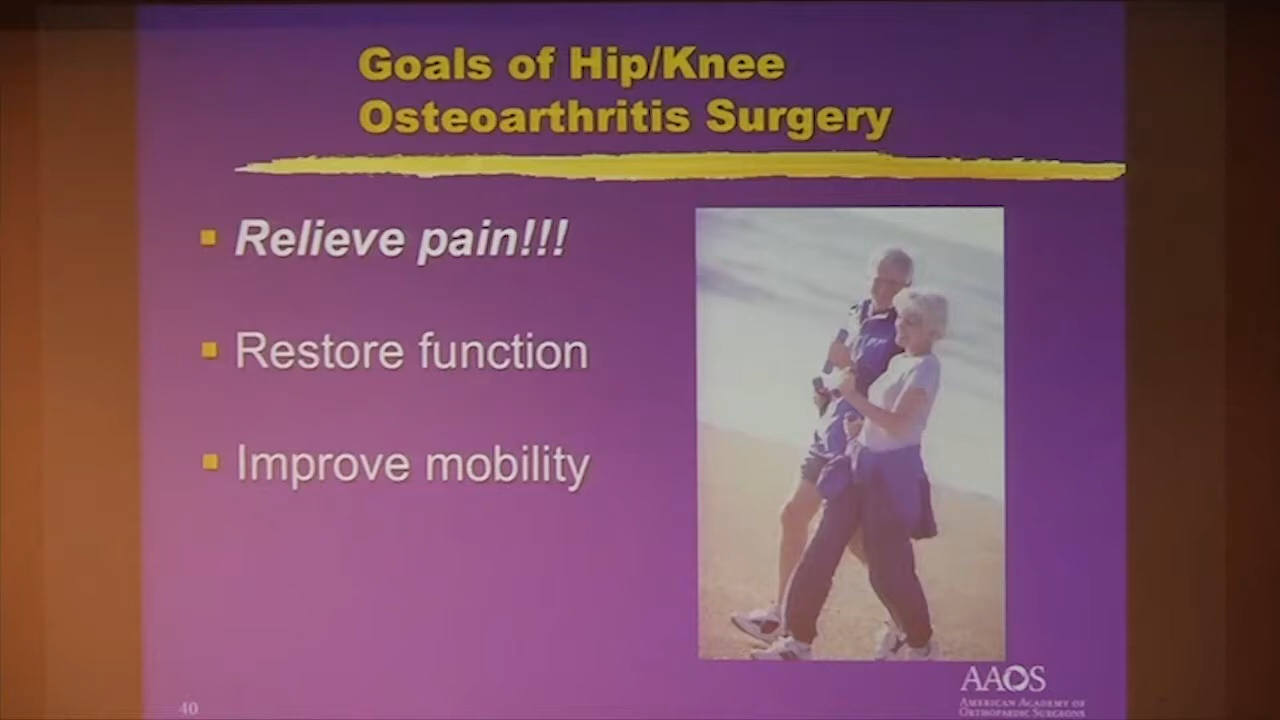 Goals of Hip/Knee
Osteoarthritis Surgery
Relieve pain!!!
Restore function
Improve mobility
40
AAOS
AMERICAN ACADEMY OF
ORTHOPAEDIC SURGEONS